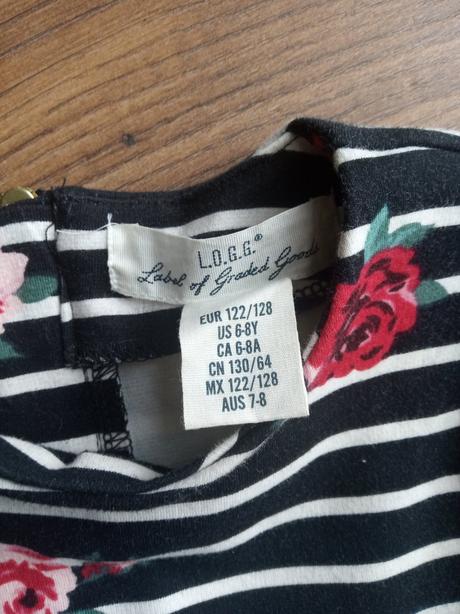 L.O.G.G.®
Label of Graded Goods
EUR 122/128
US 6-8Y
CA 6-8A
CN 130/64
MX 122/128
AUS 7-8